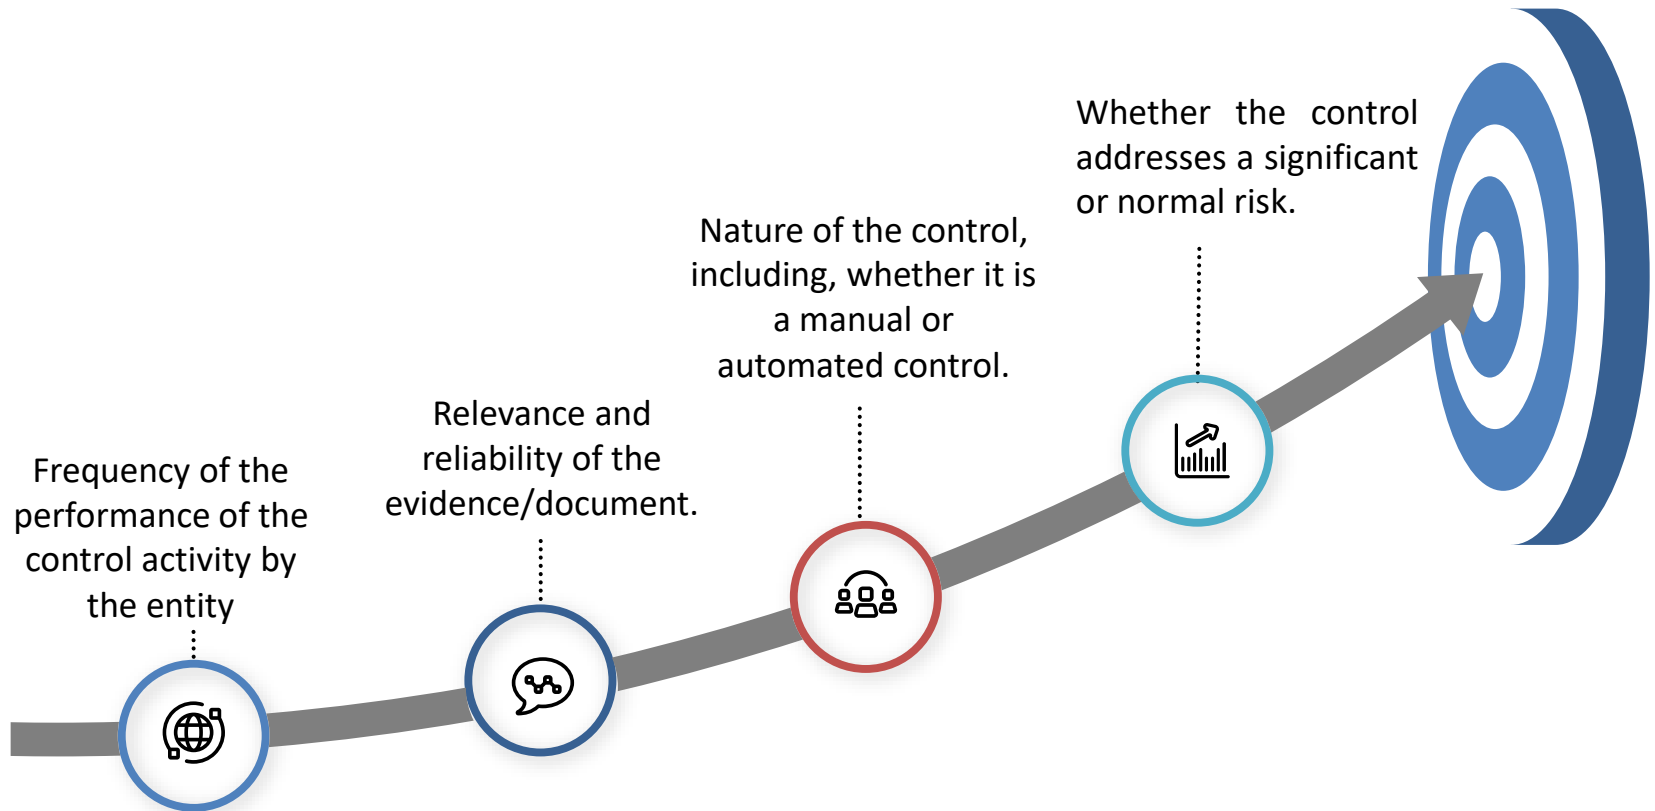 Frequency of the
performance of the
control activity by
the entity
Relevance and
reliability of the
evidence/document.
Nature of the control,
including, whether it is
a manual or
automated control.
Whether the control
addresses a significant
or normal risk.